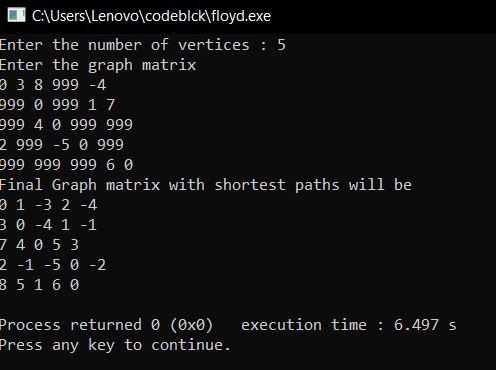 C:\Users\Lenovo\codeblck\floyd.exe
Enter the number of vertices : 5
Enter the graph matrix
0 3 8 999 -4
999 0 999 1 7
999 4 0 999 999
2 999 -5 0 999
999 999 999 6 0
Final Graph matrix with shortest paths will be
0 1 -3 2 -4
3 0 -4 1 -1
7 4 0 5 3
2 -1 -5 0 -2
8 5 1 6 0
Process returned 0 (0x0)   execution time : 6.497 s
Press any key to continue.